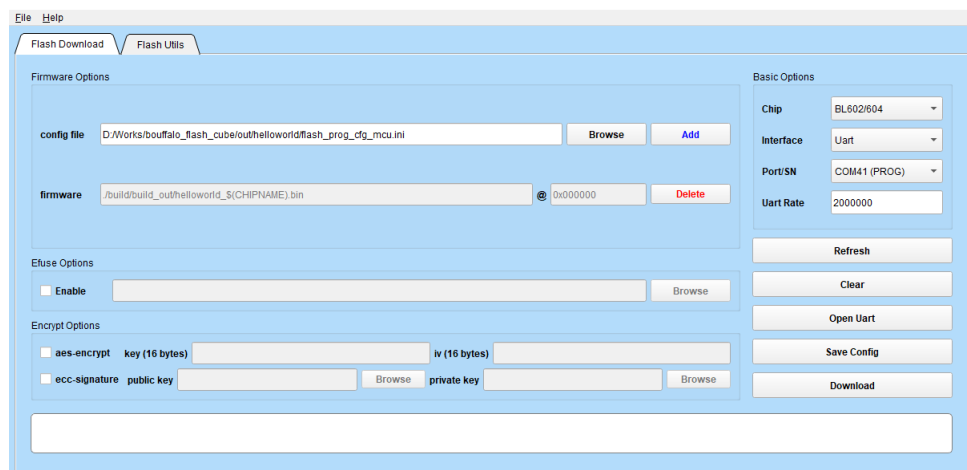 File Help
Flash Download Flash Utils
Firmware Options
config file D:/Works/bouffalo_flash_cube/out/helloworld/flash_prog_cfg_mcu.ini Browse Add
firmware ./build/build_out/helloworld_$(CHIPNAME).bin @ 0x000000 Delete
Efuse Options
Enable Browse
Encrypt Options
aes-encrypt key (16 bytes) iv (16 bytes)
ecc-signature public key Browse private key Browse
Basic Options
Chip BL602/604
Interface Uart
Port/SN COM41 (PROG)
Uart Rate 2000000
Refresh
Clear
Open Uart
Save Config
Download